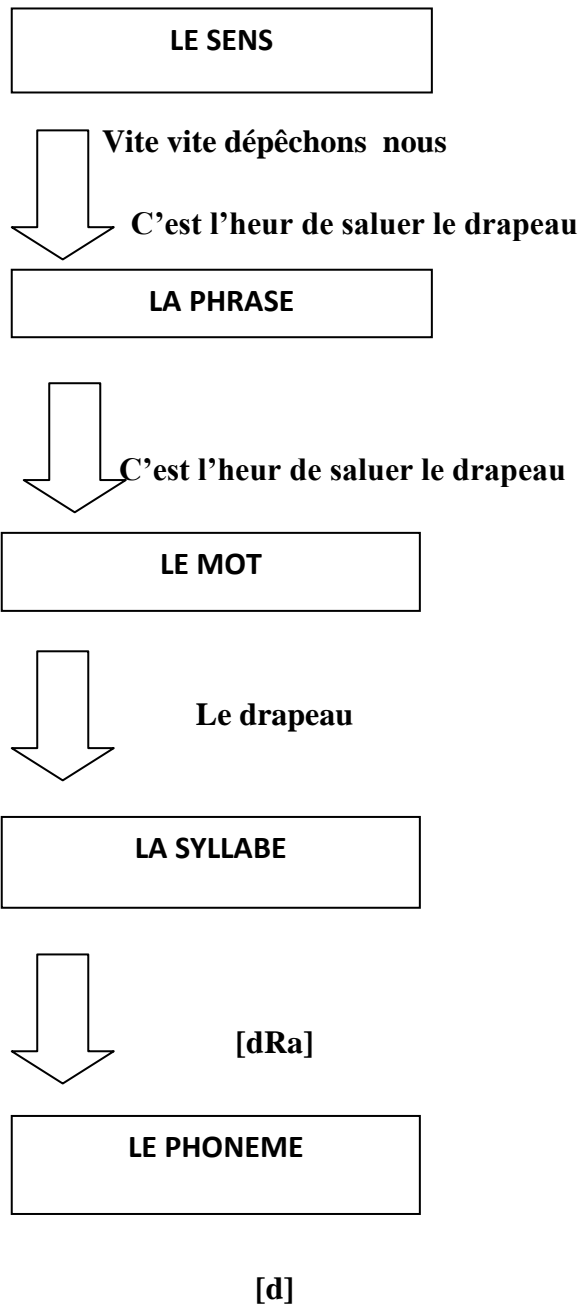 LE SENS
Vite vite dépêchons  nous
C’est l’heur de saluer le drapeau
LA PHRASE
C’est l’heur de saluer le drapeau
LE MOT
Le drapeau
LA SYLLABE
[dRa]
LE PHONEME
[d]